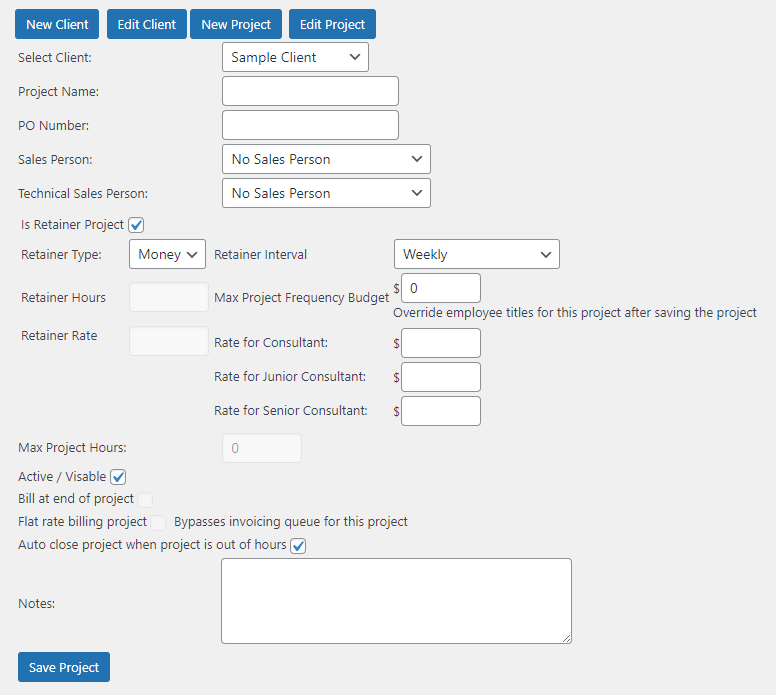 New Client Edit Client New Project Edit Project
Select Client: Sample Client
Project Name:
PO Number:
Sales Person: No Sales Person
Technical Sales Person: No Sales Person
Is Retainer Project
Retainer Type: Money Retainer Interval Weekly
Retainer Hours Max Project Frequency Budget $ 0
Override employee titles for this project after saving the project
Retainer Rate
Rate for Consultant: $
Rate for Junior Consultant: $
Rate for Senior Consultant: $
Max Project Hours: 0
Active / Visable
Bill at end of project
Flat rate billing project Bypasses invoicing queue for this project
Auto close project when project is out of hours
Notes:
Save Project